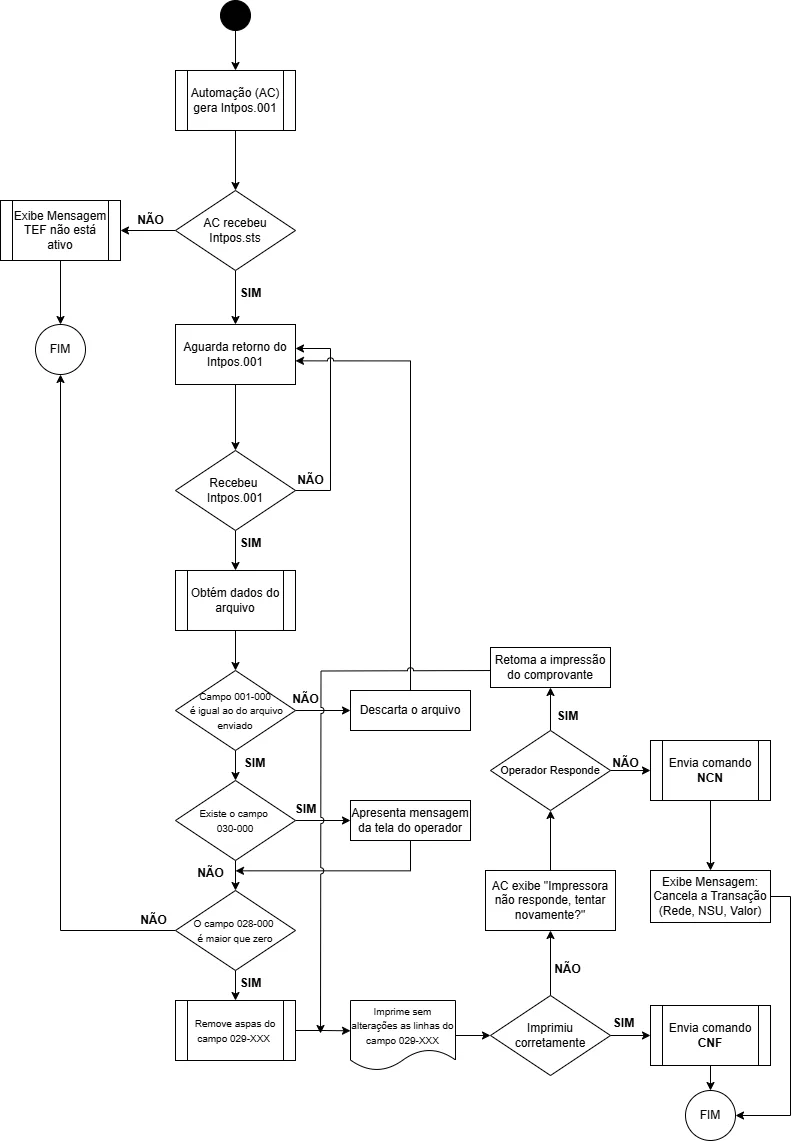 Automação (AC)
gera Intpos.001
AC recebeu
Intpos.sts
NÃO
Exibe Mensagem
TEF não está
ativo
FIM
SIM
Aguarda retorno do
Intpos.001
Recebeu
Intpos.001
NÃO
SIM
Obtém dados do
arquivo
Campo 001-000
é igual ao do arquivo
enviado
NÃO
Descarta o arquivo
SIM
Existe o campo
030-000
SIM
Apresenta mensagem
da tela do operador
NÃO
O campo 028-000
é maior que zero
NÃO
SIM
Remove aspas do
campo 029-XXX
Imprime sem
alterações as linhas do
campo 029-XXX
Imprimiu
corretamente
NÃO
AC exibe "Impressora
não responde, tentar
novamente?"
Operador Responde
SIM
Retoma a impressão
do comprovante
NÃO
Envia comando
NCN
Exibe Mensagem:
Cancela a Transação
(Rede, NSU, Valor)
SIM
Envia comando
CNF
FIM